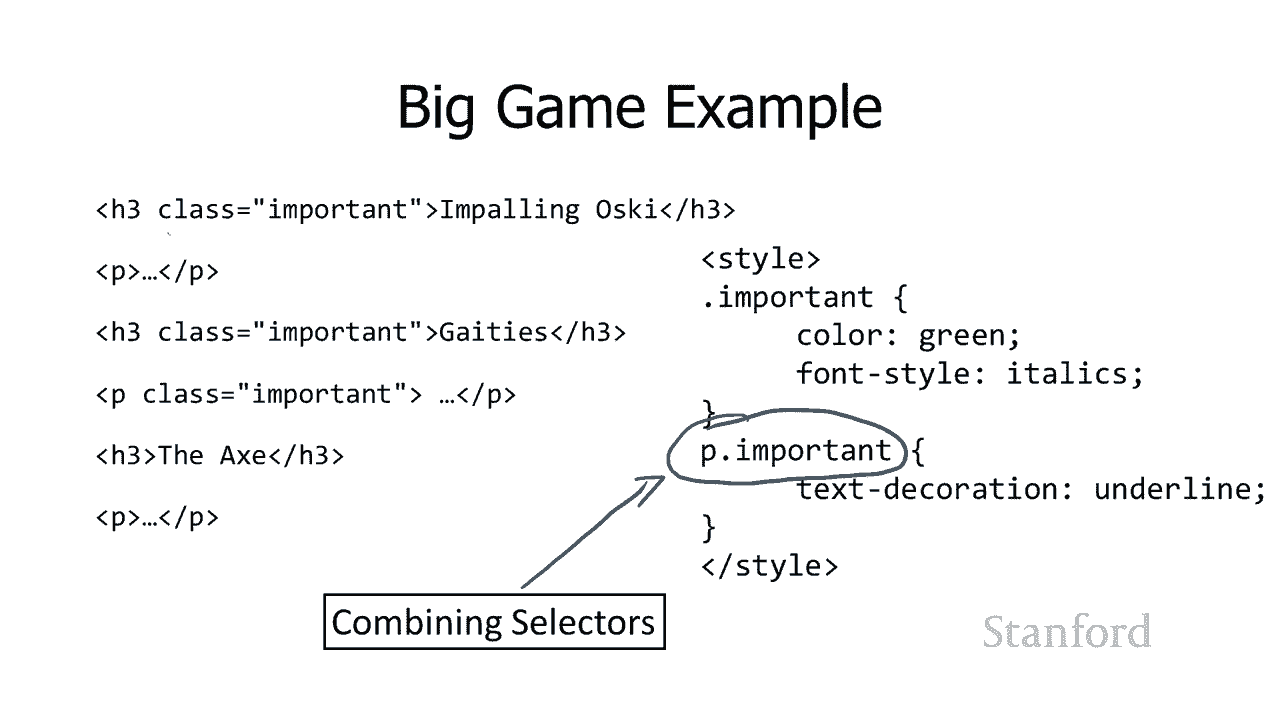 Big Game Example
<h3 class="important">Impalling Oski</h3>
<p>…</p>
<h3 class="important">Gaities</h3>
<p class="important"> …</p>
<h3>The Axe</h3>
<p>…</p>
<style>
.important {
color: green;
font-style: italics;
}
p.important {
text-decoration: underline;
}
</style>
Combining Selectors
Stanford